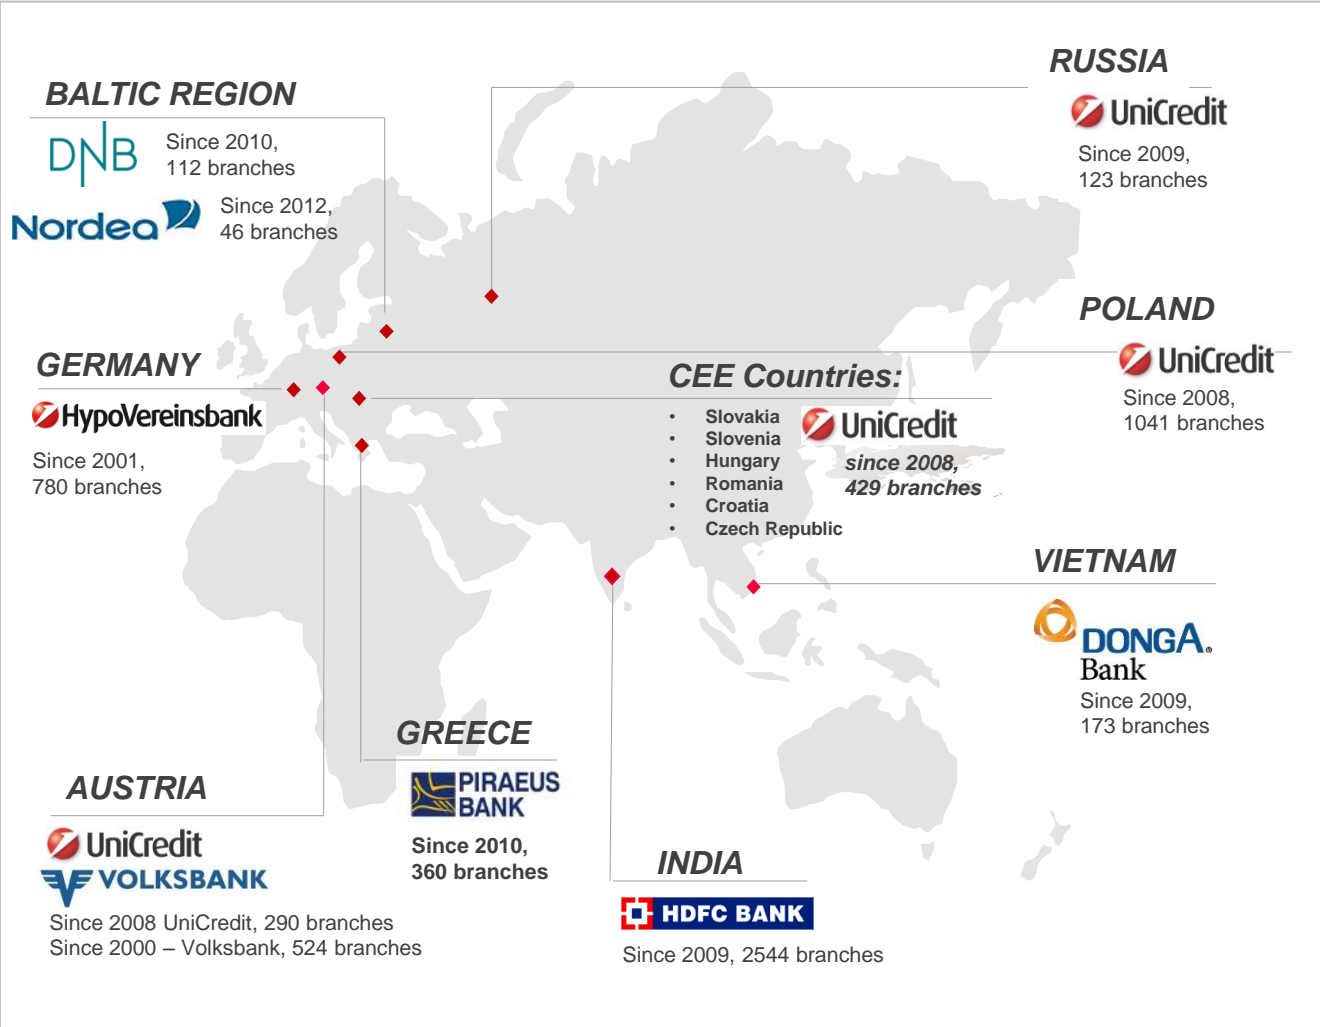 BALTIC REGION
DNB
Since 2010,
112 branches
Nordea
Since 2012,
46 branches
RUSSIA
UniCredit
Since 2009,
123 branches
POLAND
UniCredit
Since 2008,
1041 branches
GERMANY
HypoVereinsbank
Since 2001,
780 branches
CEE Countries:
• Slovakia
• Slovenia
• Hungary
• Romania
• Croatia
• Czech Republic
UniCredit
since 2008,
429 branches
VIETNAM
DONGA®
Bank
Since 2009,
173 branches
GREECE
PIRAEUS
BANK
Since 2010,
360 branches
AUSTRIA
UniCredit
VOLKSBANK
Since 2008 UniCredit, 290 branches
Since 2000 – Volksbank, 524 branches
INDIA
HDFC BANK
Since 2009, 2544 branches